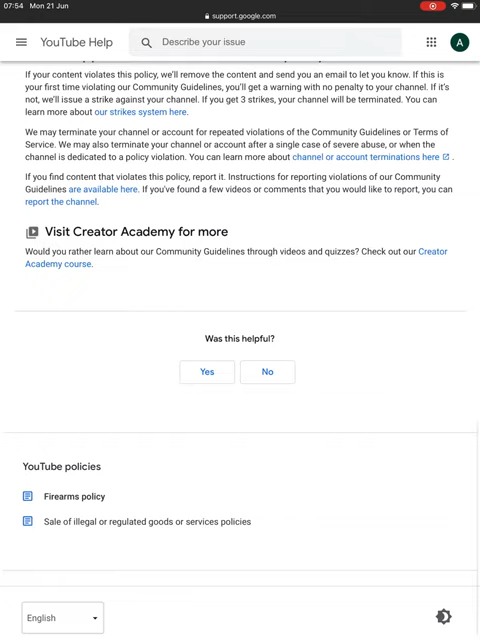 07:54 Mon 21 Jun
support.google.com
YouTube Help
Describe your issue
A
If your content violates this policy, we'll remove the content and send you an email to let you know. If this is
your first time violating our Community Guidelines, you'll get a warning with no penalty to your channel. If it's
not, we'll issue a strike against your channel. If you get 3 strikes, your channel will be terminated. You can
learn more about our strikes system here.
We may terminate your channel or account for repeated violations of the Community Guidelines or Terms of
Service. We may also terminate your channel or account after a single case of severe abuse, or when the
channel is dedicated to a policy violation. You can learn more about channel or account terminations here .
If you find content that violates this policy, report it. Instructions for reporting violations of our Community
Guidelines are available here. If you've found a few videos or comments that you would like to report, you can
report the channel.
Visit Creator Academy for more
Would you rather learn about our Community Guidelines through videos and quizzes? Check out our Creator
Academy course.
Was this helpful?
Yes
No
YouTube policies
Firearms policy
Sale of illegal or regulated goods or services policies
English